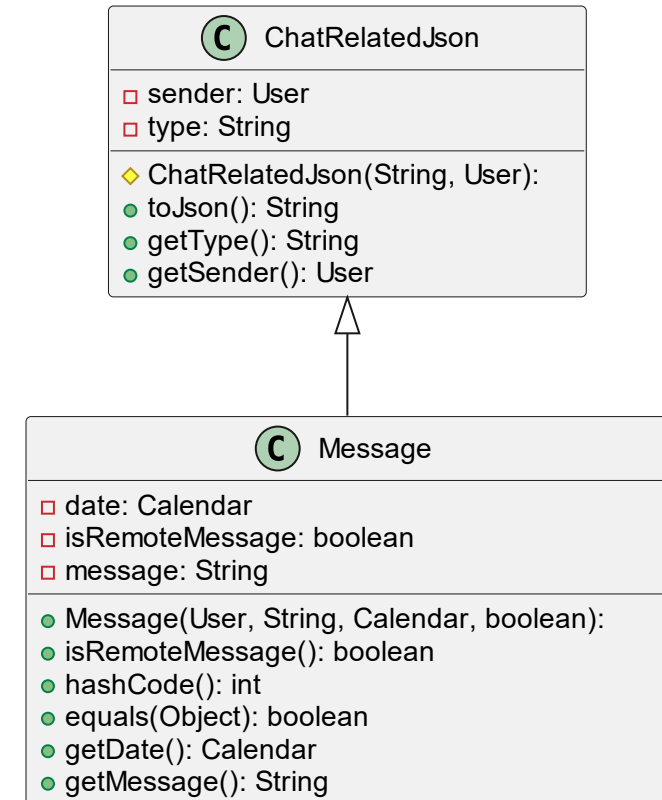 C ChatRelatedJson
sender: User
type: String
ChatRelatedJson(String, User):
toJson(): String
getType(): String
getSender(): User
C Message
date: Calendar
isRemoteMessage: boolean
message: String
Message(User, String, Calendar, boolean):
isRemoteMessage(): boolean
hashCode(): int
equals(Object): boolean
getDate(): Calendar
getMessage(): String